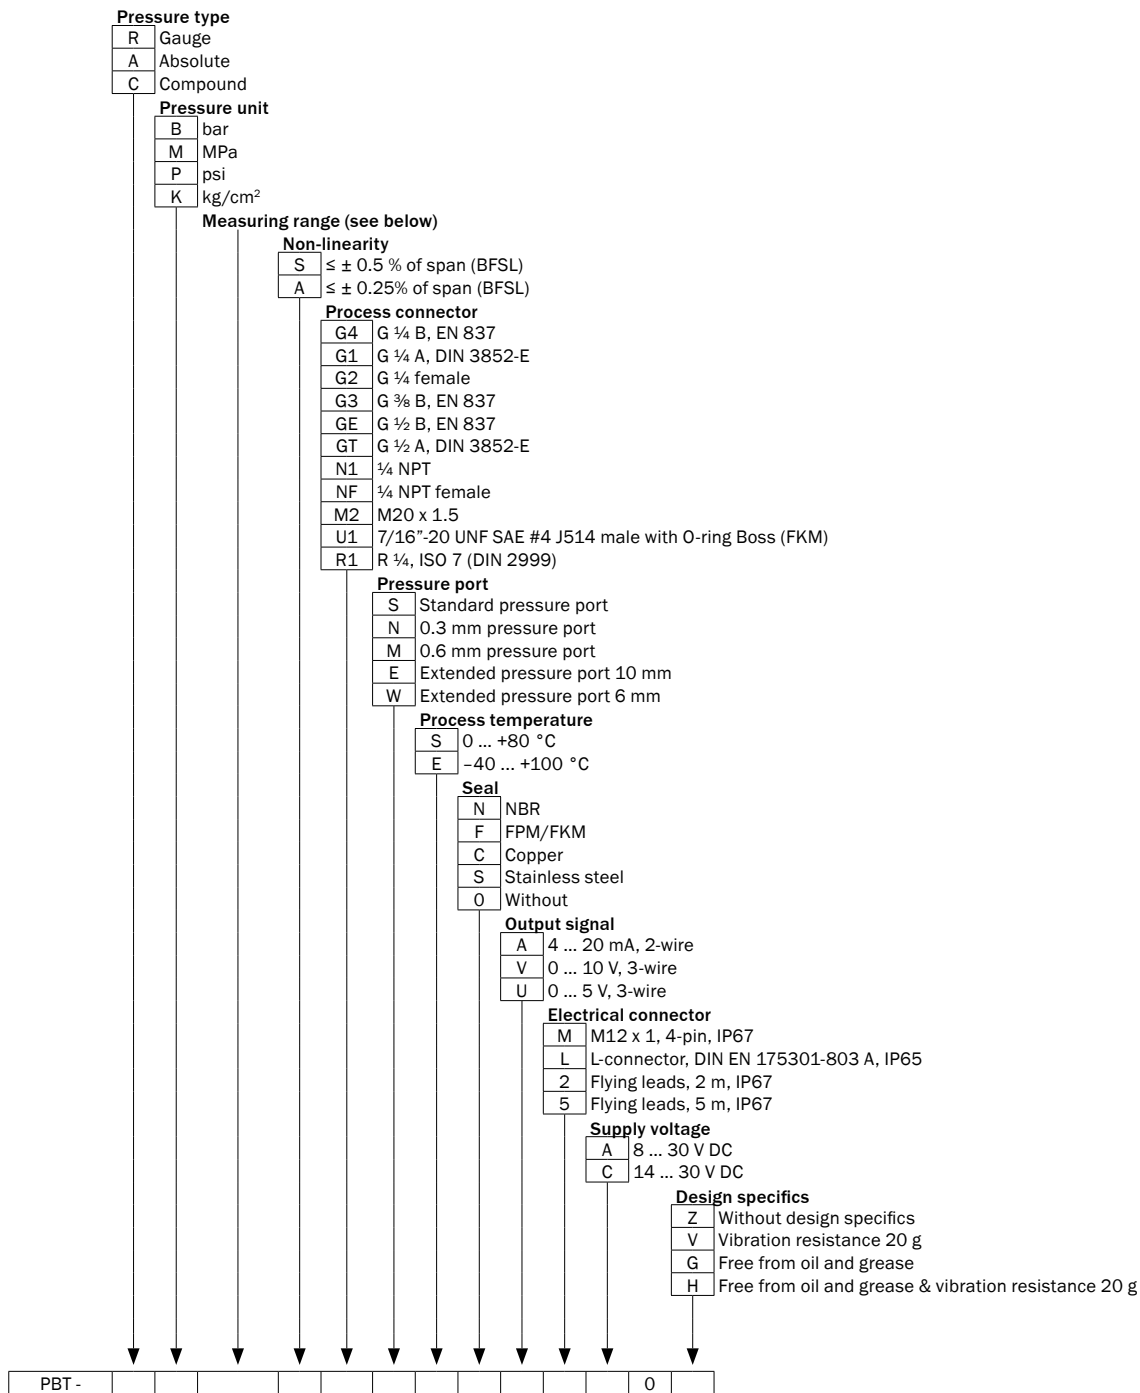 Pressure type
R Gauge
A Absolute
C Compound
Pressure unit
B bar
M MPa
P psi
K kg/cm²
Measuring range (see below)
Non-linearity
S ≤ ± 0.5 % of span (BFSL)
A ≤ ± 0.25% of span (BFSL)
Process connector
G4 G ¼ B, EN 837
G1 G ¼ A, DIN 3852-E
G2 G ¼ female
G3 G ⅜ B, EN 837
GE G ½ B, EN 837
GT G ½ A, DIN 3852-E
N1 ¼ NPT
NF ¼ NPT female
M2 M20 x 1.5
U1 7/16”-20 UNF SAE #4 J514 male with O-ring Boss (FKM)
R1 R ¼, ISO 7 (DIN 2999)
Pressure port
S Standard pressure port
N 0.3 mm pressure port
M 0.6 mm pressure port
E Extended pressure port 10 mm
W Extended pressure port 6 mm
Process temperature
S 0 ... +80 °C
E –40 ... +100 °C
Seal
N NBR
F FPM/FKM
C Copper
S Stainless steel
0 Without
Output signal
A 4 ... 20 mA, 2-wire
V 0 ... 10 V, 3-wire
U 0 ... 5 V, 3-wire
Electrical connector
M M12 x 1, 4-pin, IP67
L L-connector, DIN EN 175301-803 A, IP65
2 Flying leads, 2 m, IP67
5 Flying leads, 5 m, IP67
Supply voltage
A 8 ... 30 V DC
C 14 ... 30 V DC
Design specifics
Z Without design specifics
V Vibration resistance 20 g
G Free from oil and grease
H Free from oil and grease & vibration resistance 20 g
PBT - 0